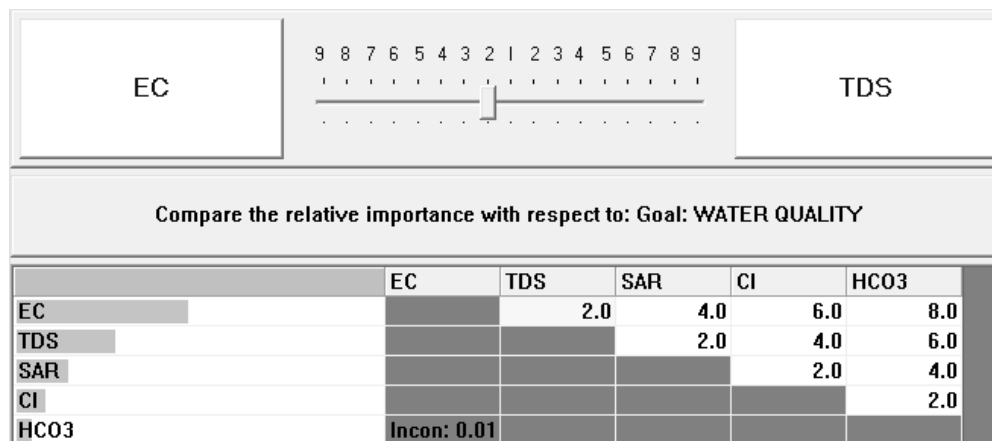 9 8 7 6 5 4 3 2 1 2 3 4 5 6 7 8 9
EC TDS
Compare the relative importance with respect to: Goal: WATER QUALITY
EC TDS SAR Cl HCO3
EC 2.0 4.0 6.0 8.0
TDS 2.0 4.0 6.0
SAR 2.0 4.0
Cl 2.0
HCO3 Incon: 0.01